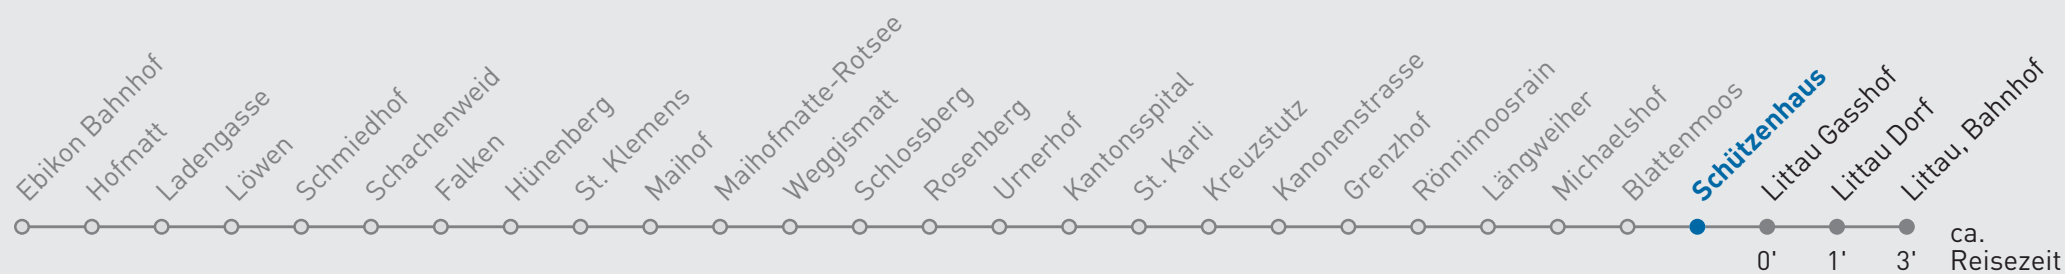 Ebikon Bahnhof
Hofmatt
Ladengasse
Löwen
Schmiedhof
Schachenweid
Falken
Hünenberg
St. Klemens
Maihof
Maihofmatte-Rotsee
Weggismatt
Schlossberg
Rosenberg
Urnerhof
Kantonsspital
St. Karli
Kreuzstutz
Kanonenstrasse
Grenzhof
Rönnimoosrain
Längweiher
Michaelshof
Blattenmoos
Schützenhaus
Littau Gasshof
Littau Dorf
Littau, Bahnhof
0' 1' 3' ca. Reisezeit